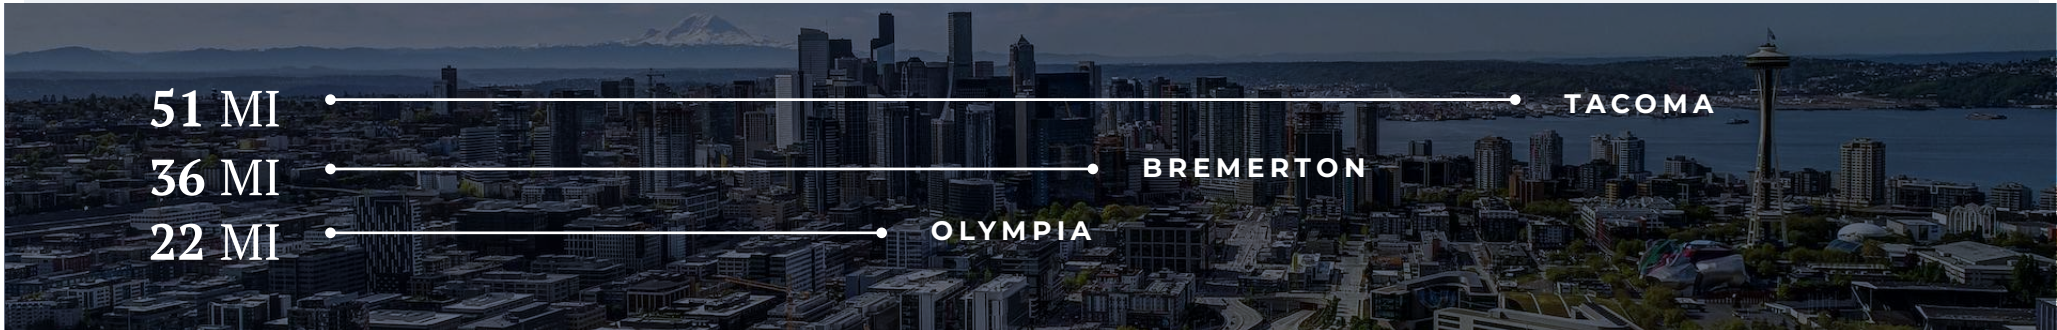 51 MI TACOMA
36 MI BREMERTON
22 MI OLYMPIA